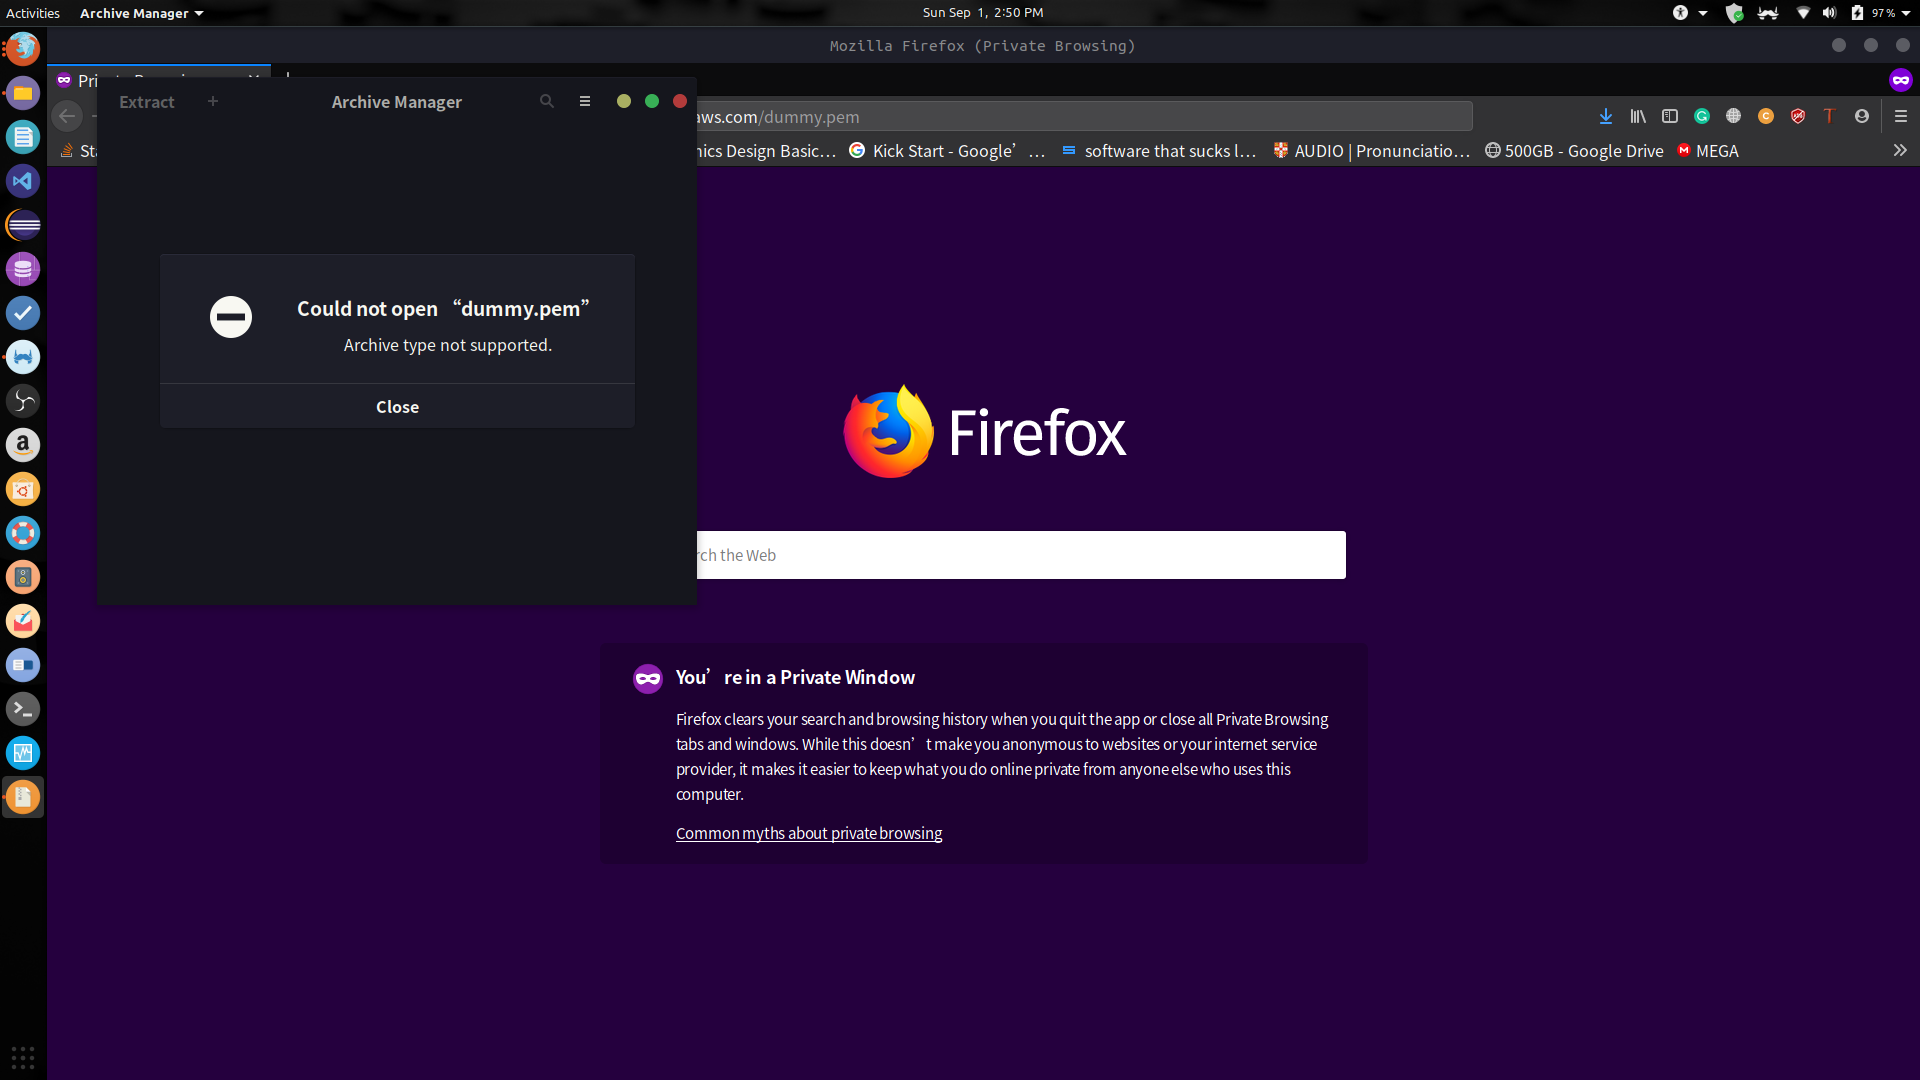 Activities Archive Manager Sun Sep 1, 2:50 PM 97 %
Mozilla Firefox (Private Browsing)
Extract + Archive Manager
aws.com/dummy.pem
nics Design Basic… Kick Start - Google’ … software that sucks l… AUDIO | Pronunciatio… 500GB - Google Drive MEGA
Could not open “dummy.pem”
Archive type not supported.
Close
Firefox
rch the Web
You’re in a Private Window
Firefox clears your search and browsing history when you quit the app or close all Private Browsing
tabs and windows. While this doesn’t make you anonymous to websites or your internet service
provider, it makes it easier to keep what you do online private from anyone else who uses this
computer.
Common myths about private browsing